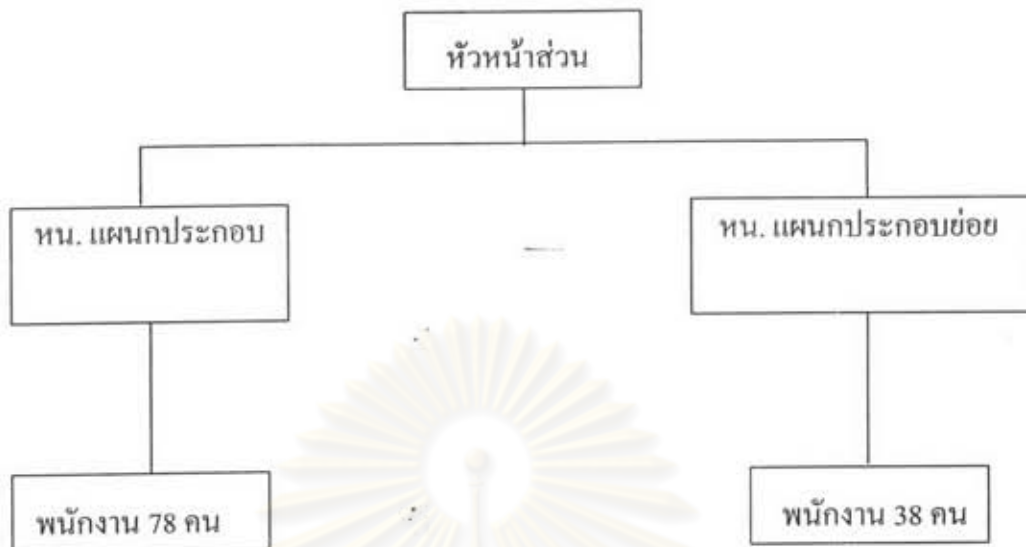 หัวหน้าส่วน
หน. แผนกประกอบ
หน. แผนกประกอบย่อย
พนักงาน 78 คน
พนักงาน 38 คน